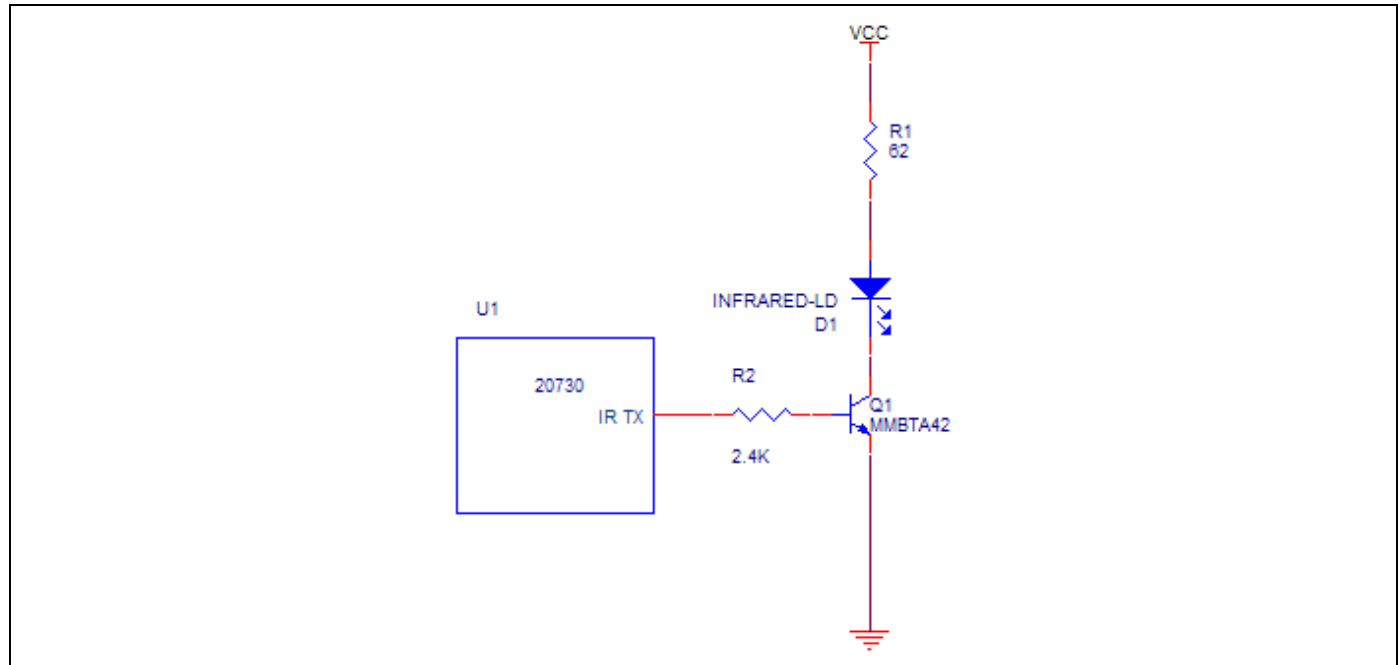 VCC
R1
62
INFRARED-LD
D1
U1
20730
IR TX
R2
2.4K
Q1
MMBTA42